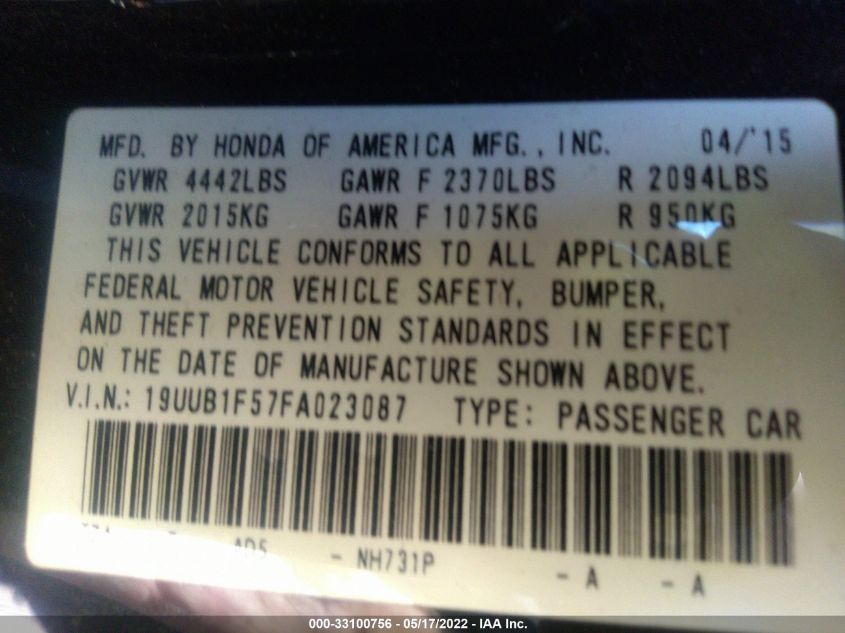 MFD. BY HONDA OF AMERICA MFG., INC. 04/'15
GVWR 4442LBS GAWR F 2370LBS R 2094LBS
GVWR 2015KG GAWR F 1075KG R 950KG
THIS VEHICLE CONFORMS TO ALL APPLICABLE
FEDERAL MOTOR VEHICLE SAFETY, BUMPER,
AND THEFT PREVENTION STANDARDS IN EFFECT
ON THE DATE OF MANUFACTURE SHOWN ABOVE.
V.I.N.: 19UUB1F57FA023087 TYPE: PASSENGER CAR
- NH731P - A - A
000-33100756 - 05/17/2022 - IAA Inc.